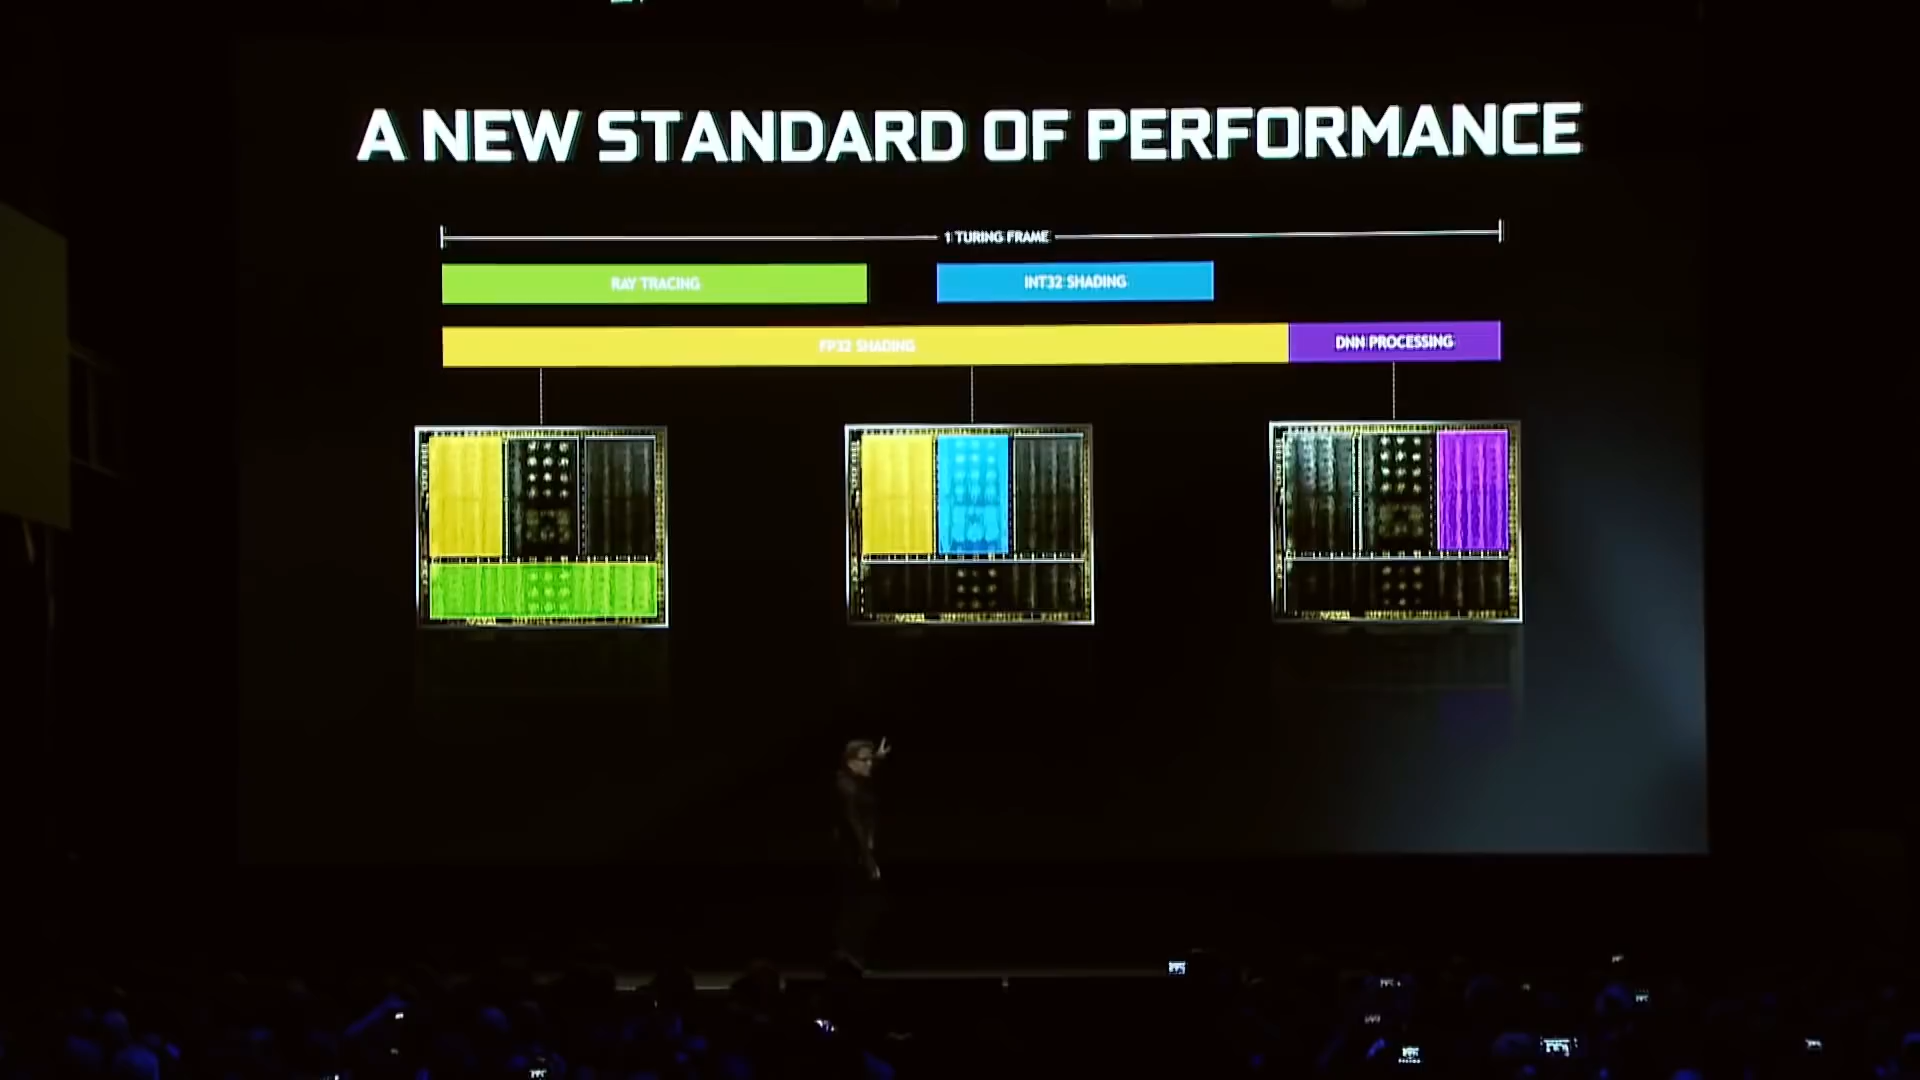 A NEW STANDARD OF PERFORMANCE
1 TURING FRAME
RAY TRACING
INT32 SHADING
FP32 SHADING
DNN PROCESSING